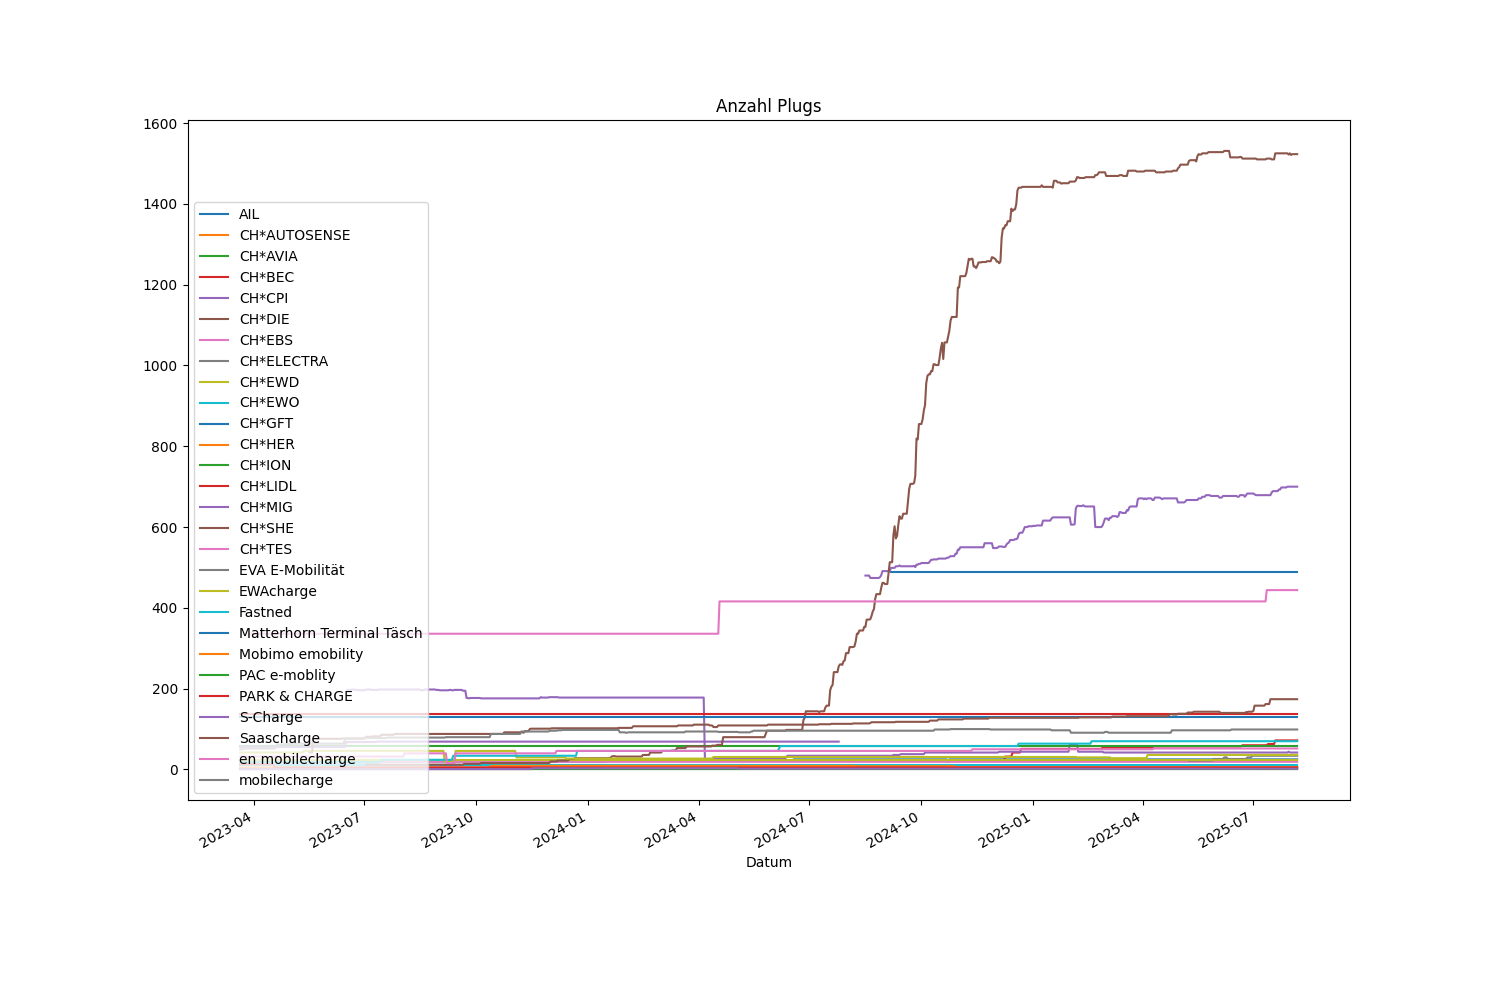 Anzahl Plugs
1600
1400
1200
1000
800
600
400
200
0
AIL
CH*AUTOSENSE
CH*AVIA
CH*BEC
CH*CPI
CH*DIE
CH*EBS
CH*ELECTRA
CH*EWD
CH*EWO
CH*GFT
CH*HER
CH*ION
CH*LIDL
CH*MIG
CH*SHE
CH*TES
EVA E-Mobilität
EWAcharge
Fastned
Matterhorn Terminal Täsch
Mobimo emobility
PAC e-moblity
PARK & CHARGE
S-Charge
Saascharge
en mobilecharge
mobilecharge
2023-04
2023-07
2023-10
2024-01
2024-04
2024-07
2024-10
2025-01
2025-04
2025-07
Datum